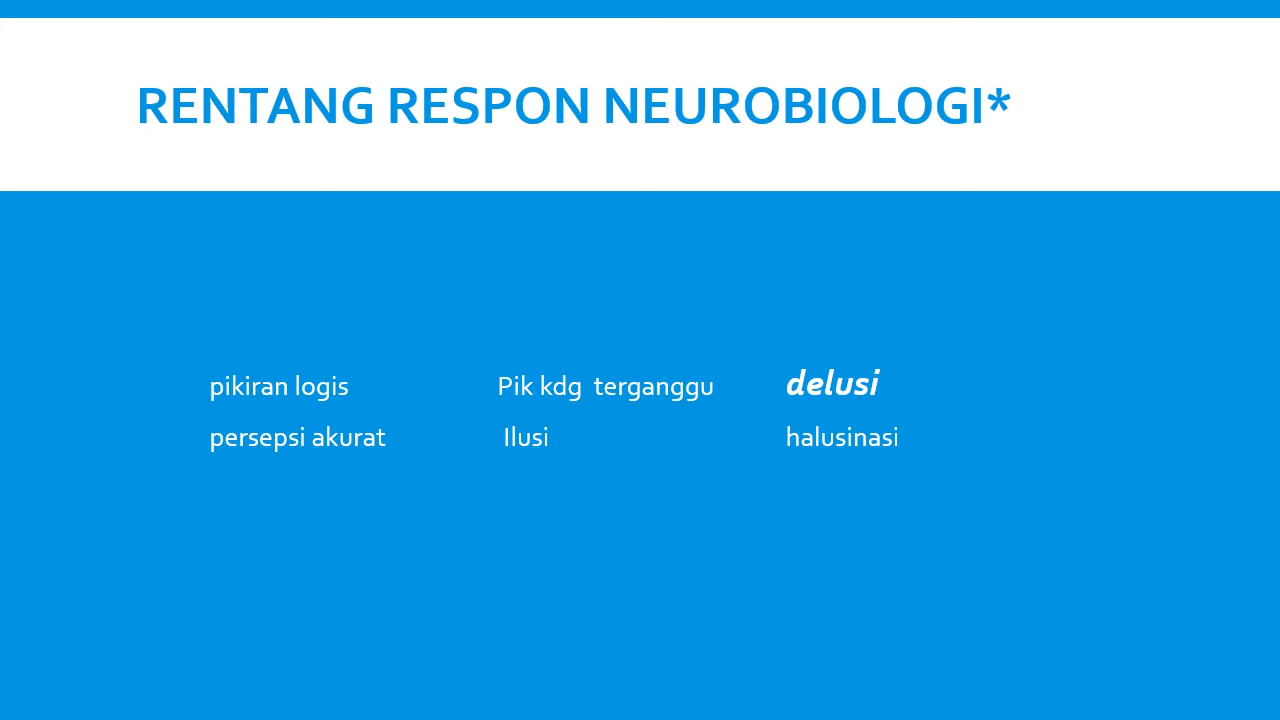 RENTANG RESPON NEUROBIOLOGI*
pikiran logis Pik kdg terganggu delusi
persepsi akurat Ilusi halusinasi